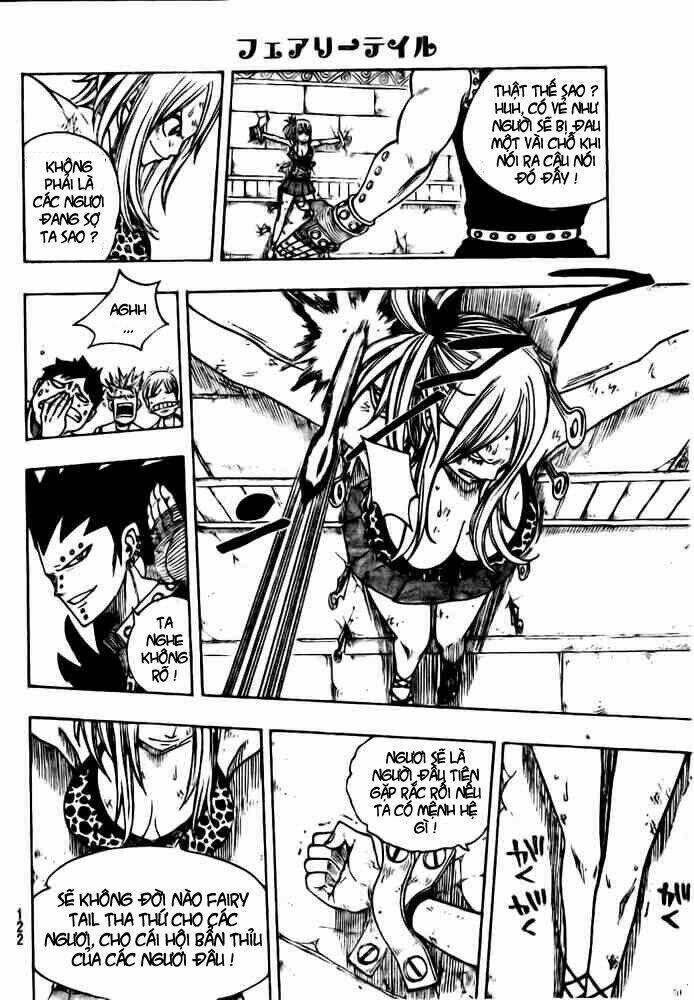 フェアリーテイル
THẬT THẾ SAO ?
HUH, CÓ VẺ NHƯ
NGƯỜI SẼ BỊ ĐAU
MỘT VÀI CHỖ KHI
NÓI RA CÂU NÓI
ĐÓ ĐẤY !
KHÔNG
PHẢI LÀ
CÁC NGƯƠI
ĐANG SỢ
TA SAO ?
AGHH
...
TA
NGHE
KHÔNG
RÕ !
NGƯƠI SẼ LÀ
NGƯỜI ĐẦU TIÊN
GẶP RẮC RỐI NẾU
TA CÓ MỆNH HỆ
GÌ !
SẼ KHÔNG ĐỜI NÀO FAIRY
TAIL THA THỨ CHO CÁC
NGƯƠI, CHO CÁI HỘI BẨN THỈU
CỦA CÁC NGƯƠI ĐÂU !
122